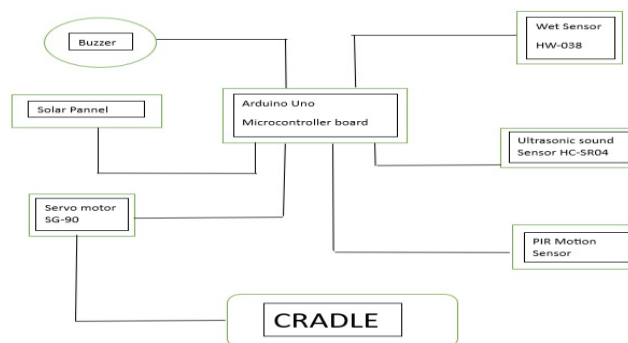 Buzzer
Wet Sensor
HW-038
Solar Pannel
Arduino Uno
Microcontroller board
Ultrasonic sound
Sensor HC-SR04
Servo motor
SG-90
PIR Motion
Sensor
CRADLE